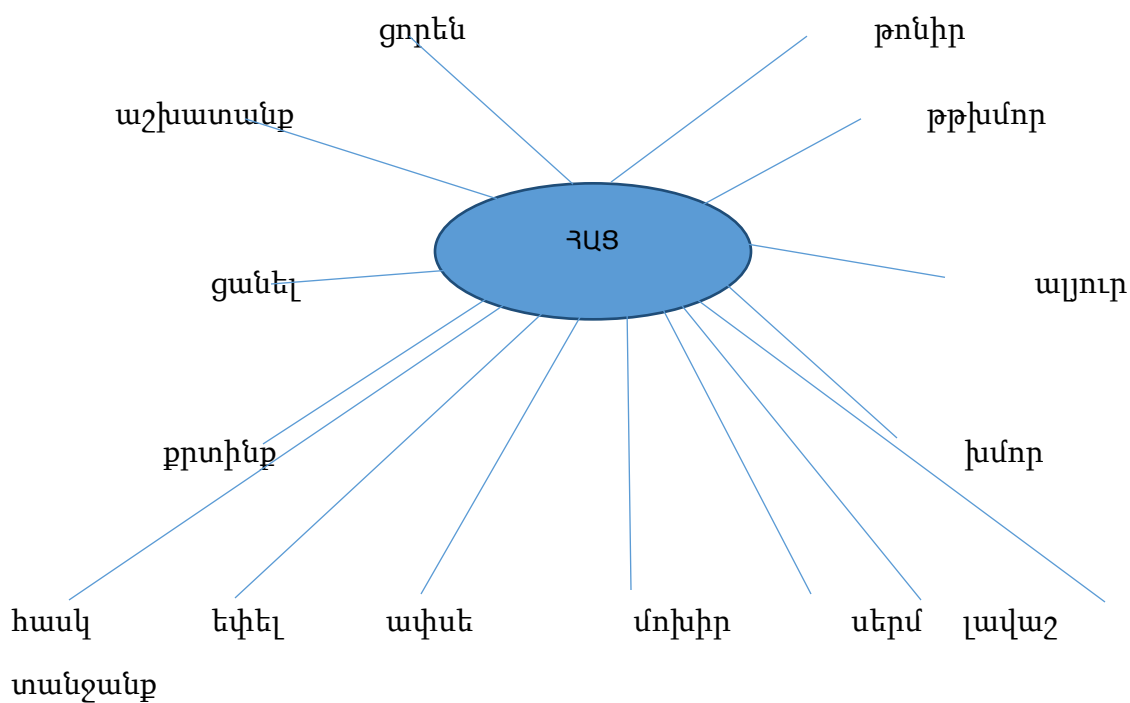 ցորեն թոնիր
աշխատանք թթխմոր
ՀԱՑ
ցանել ալյուր
քրտինք խմոր
հասկ եփել ափսե մոխիր սերմ լավաշ
տանջանք